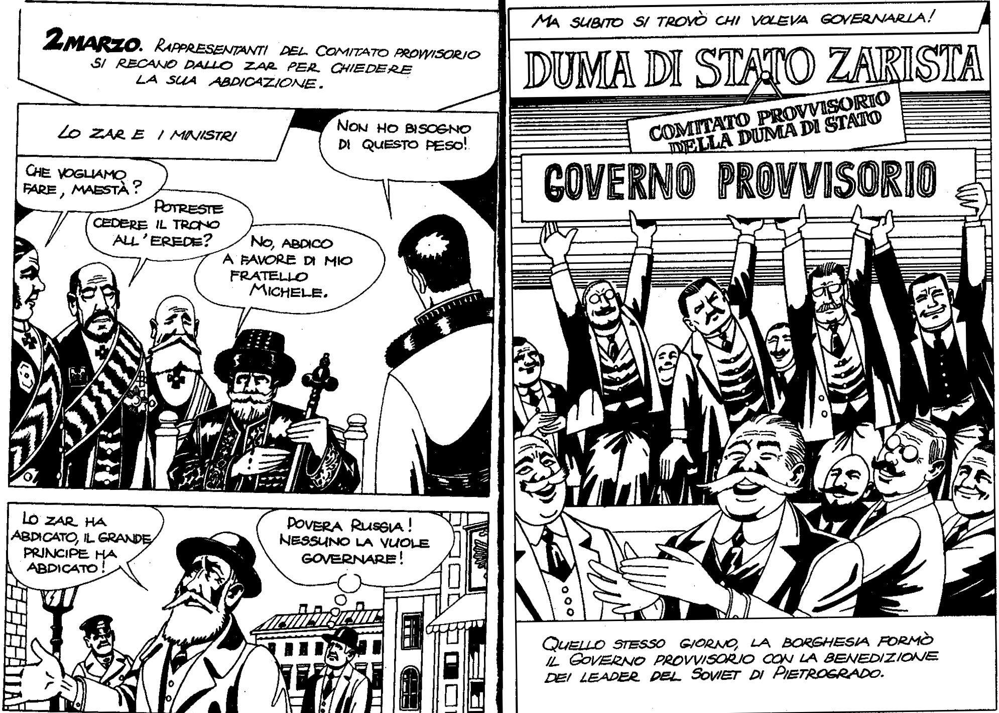 2 MARZO. RAPPRESENTANTI DEL COMITATO PROVVISORIO
SI RECANO DALLO ZAR PER CHIEDERE
LA SUA ABDICAZIONE.
LO ZAR E I MINISTRI
CHE VOGLIAMO
FARE, MAESTÀ?
POTRESTE
CEDERE IL TRONO
ALL'EREDE?
NO, ABDICO
A FAVORE DI MIO
FRATELLO
MICHELE.
NON HO BISOGNO
DI QUESTO PESO!
LO ZAR HA
ABDICATO, IL GRANDE
PRINCIPE HA
ABDICATO!
POVERA RUSSIA!
NESSUNO LA VUOLE
GOVERNARE!
MA SUBITO SI TROVÒ CHI VOLEVA GOVERNARLA!
DUMA DI STATO ZARISTA
COMITATO PROVVISORIO
DELLA DUMA DI STATO
GOVERNO PROVVISORIO
QUELLO STESSO GIORNO, LA BORGHESIA FORMÒ
IL GOVERNO PROVVISORIO CON LA BENEDIZIONE
DEI LEADER DEL SOVIET DI PIETROGRADO.